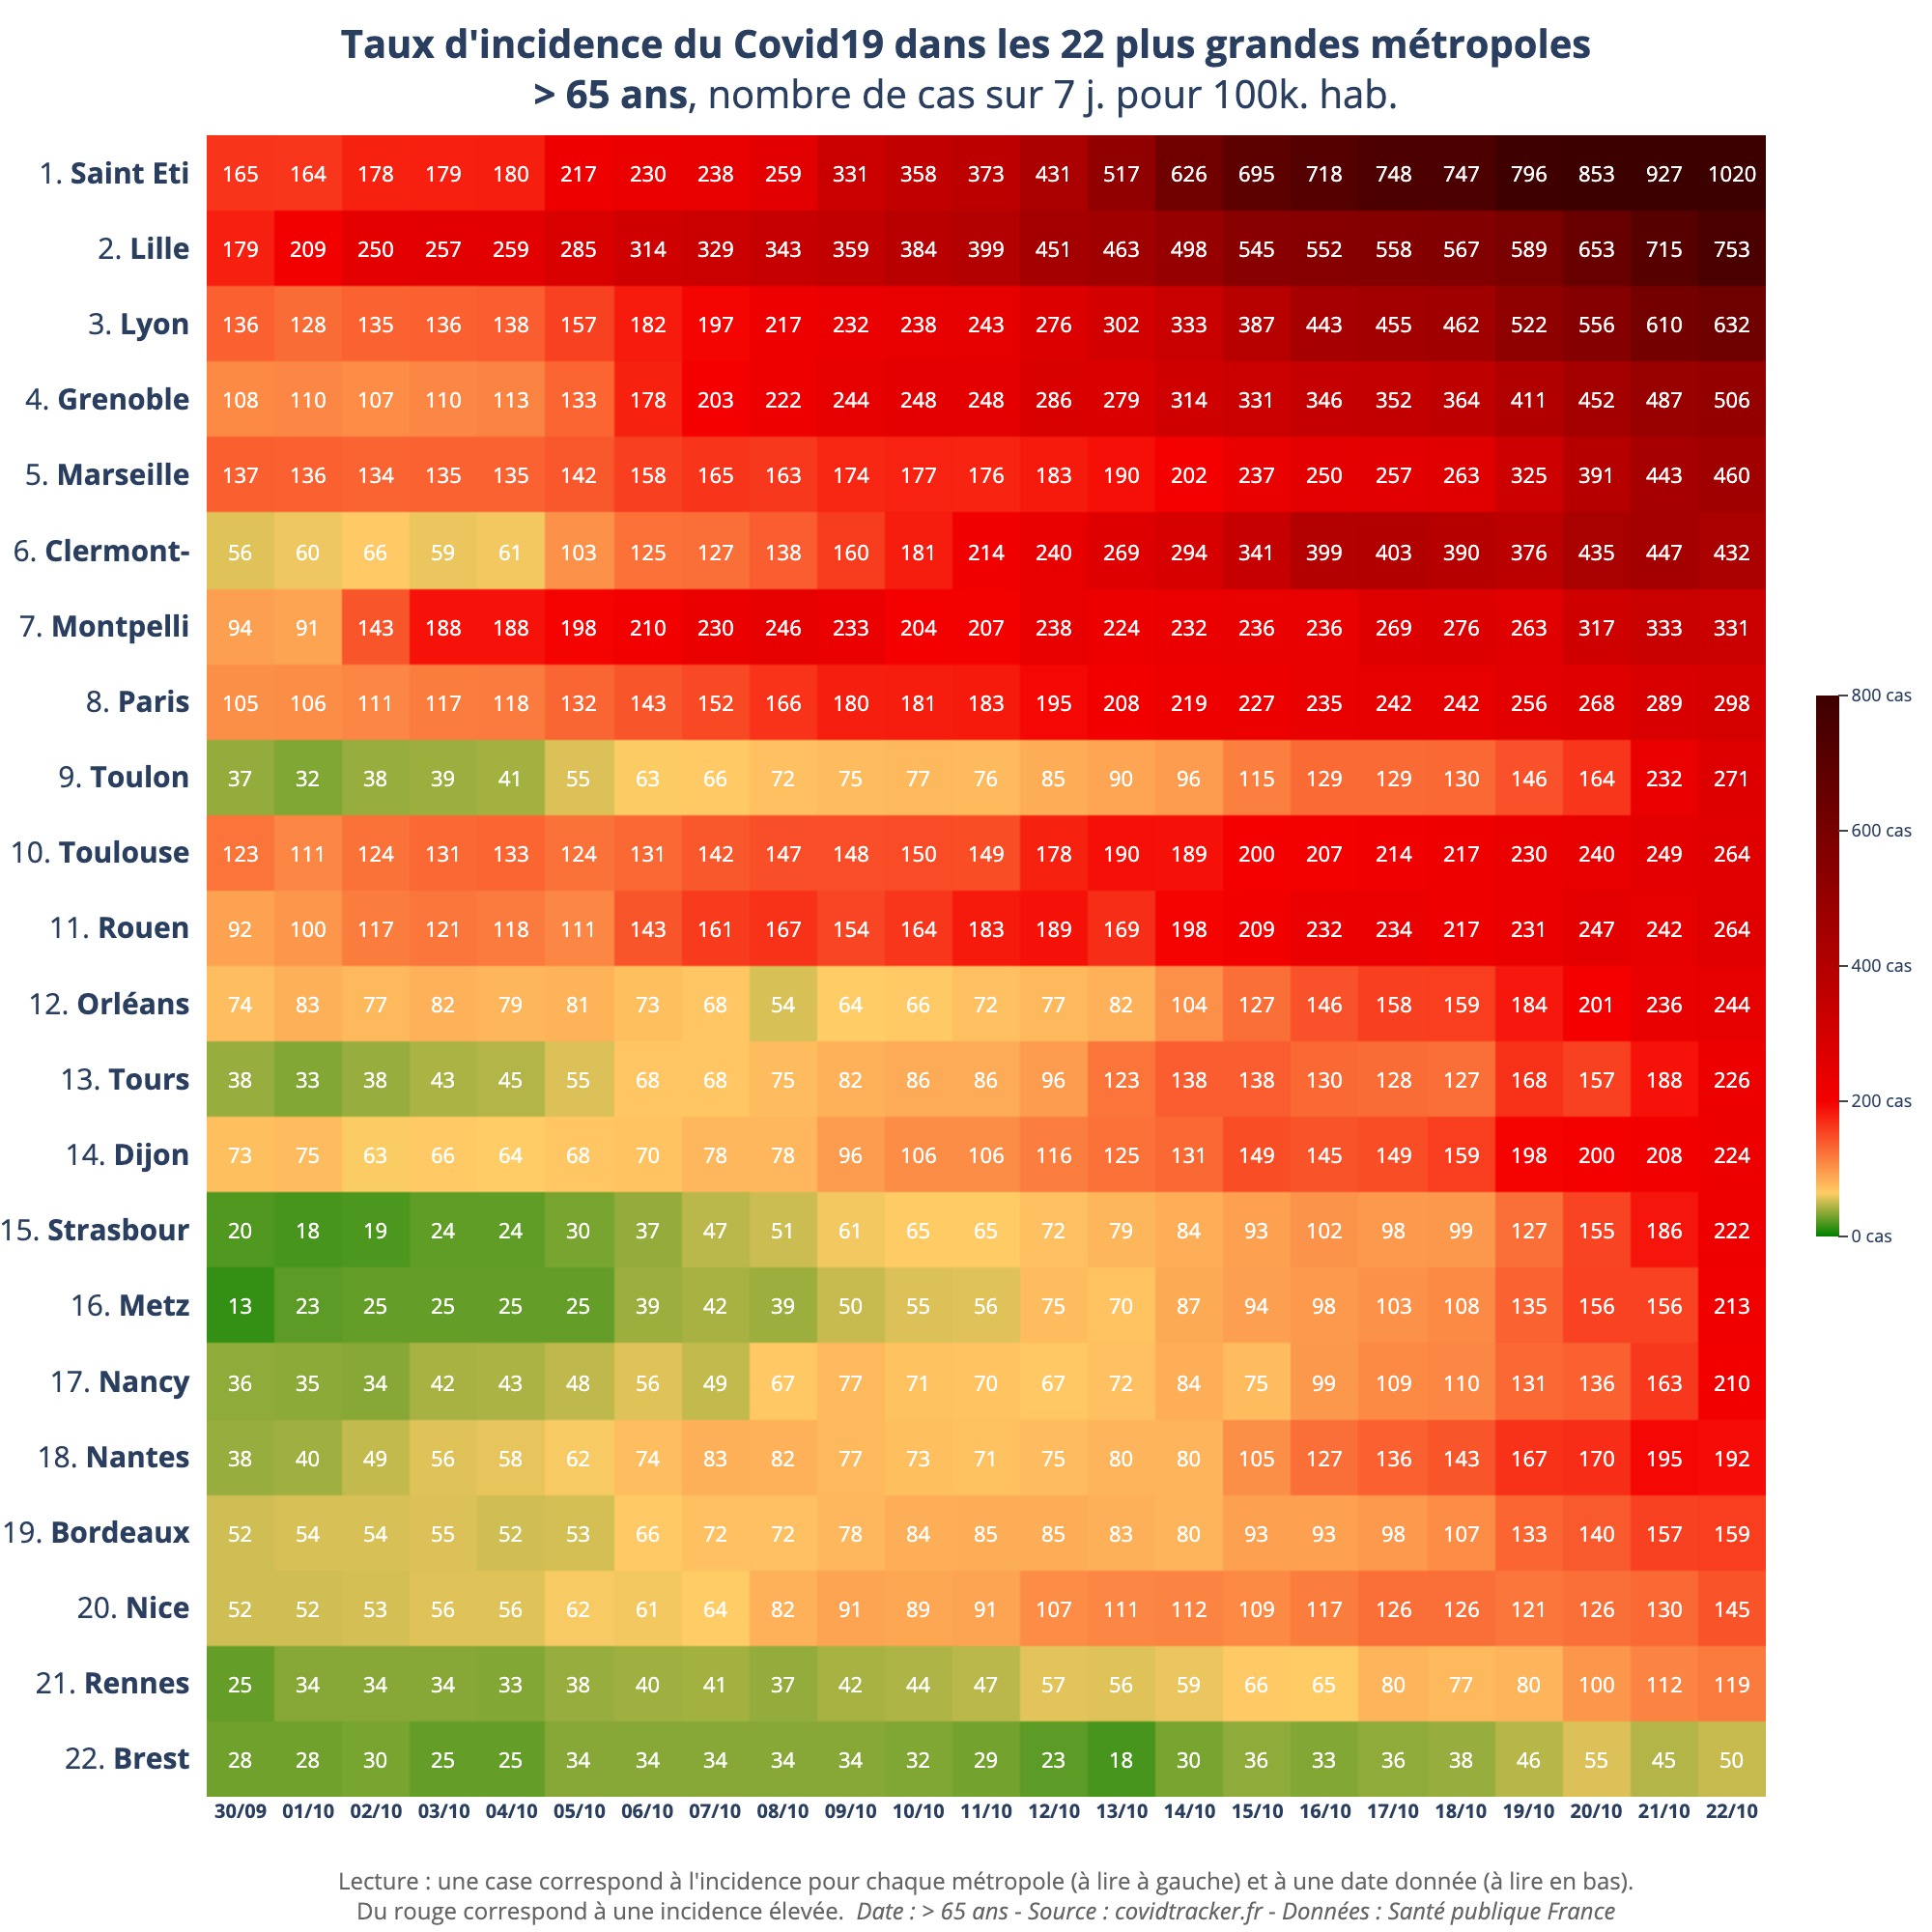 Taux d'incidence du Covid19 dans les 22 plus grandes métropoles
> 65 ans, nombre de cas sur 7 j. pour 100k. hab.
1. Saint Eti 165 164 178 179 180 217 230 238 259 331 358 373 431 517 626 695 718 748 747 796 853 927 1020
2. Lille 179 209 250 257 259 285 314 329 343 359 384 399 451 463 498 545 552 558 567 589 653 715 753
3. Lyon 136 128 135 136 138 157 182 197 217 232 238 243 276 302 333 387 443 455 462 522 556 610 632
4. Grenoble 108 110 107 110 113 133 178 203 222 244 248 248 286 279 314 331 346 352 364 411 452 487 506
5. Marseille 137 136 134 135 135 142 158 165 163 174 177 176 183 190 202 237 250 257 263 325 391 443 460
6. Clermont- 56 60 66 59 61 103 125 127 138 160 181 214 240 269 294 341 399 403 390 376 435 447 432
7. Montpelli 94 91 143 188 188 198 210 230 246 233 204 207 238 224 232 236 236 269 276 263 317 333 331
8. Paris 105 106 111 117 118 132 143 152 166 180 181 183 195 208 219 227 235 242 242 256 268 289 298
800 cas
9. Toulon 37 32 38 39 41 55 63 66 72 75 77 76 85 90 96 115 129 129 130 146 164 232 271
600 cas
10. Toulouse 123 111 124 131 133 124 131 142 147 148 150 149 178 190 189 200 207 214 217 230 240 249 264
11. Rouen 92 100 117 121 118 111 143 161 167 154 164 183 189 169 198 209 232 234 217 231 247 242 264
400 cas
12. Orléans 74 83 77 82 79 81 73 68 54 64 66 72 77 82 104 127 146 158 159 184 201 236 244
13. Tours 38 33 38 43 45 55 68 68 75 82 86 86 96 123 138 138 130 128 127 168 157 188 226
200 cas
14. Dijon 73 75 63 66 64 68 70 78 78 96 106 106 116 125 131 149 145 149 159 198 200 208 224
15. Strasbour 20 18 19 24 24 30 37 47 51 61 65 65 72 79 84 93 102 98 99 127 155 186 222
0 cas
16. Metz 13 23 25 25 25 25 39 42 39 50 55 56 75 70 87 94 98 103 108 135 156 156 213
17. Nancy 36 35 34 42 43 48 56 49 67 77 71 70 67 72 84 75 99 109 110 131 136 163 210
18. Nantes 38 40 49 56 58 62 74 83 82 77 73 71 75 80 80 105 127 136 143 167 170 195 192
19. Bordeaux 52 54 54 55 52 53 66 72 72 78 84 85 85 83 80 93 93 98 107 133 140 157 159
20. Nice 52 52 53 56 56 62 61 64 82 91 89 91 107 111 112 109 117 126 126 121 126 130 145
21. Rennes 25 34 34 34 33 38 40 41 37 42 44 47 57 56 59 66 65 80 77 80 100 112 119
22. Brest 28 28 30 25 25 34 34 34 34 34 32 29 23 18 30 36 33 36 38 46 55 45 50
30/09 01/10 02/10 03/10 04/10 05/10 06/10 07/10 08/10 09/10 10/10 11/10 12/10 13/10 14/10 15/10 16/10 17/10 18/10 19/10 20/10 21/10 22/10
Lecture : une case correspond à l'incidence pour chaque métropole (à lire à gauche) et à une date donnée (à lire en bas).
Du rouge correspond à une incidence élevée. Date : > 65 ans - Source : covidtracker.fr - Données : Santé publique France